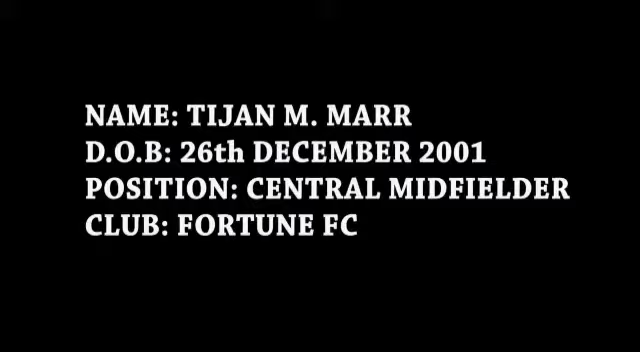 NAME: TIJAN M. MARR
D.O.B: 26th DECEMBER 2001
POSITION: CENTRAL MIDFIELDER
CLUB: FORTUNE FC